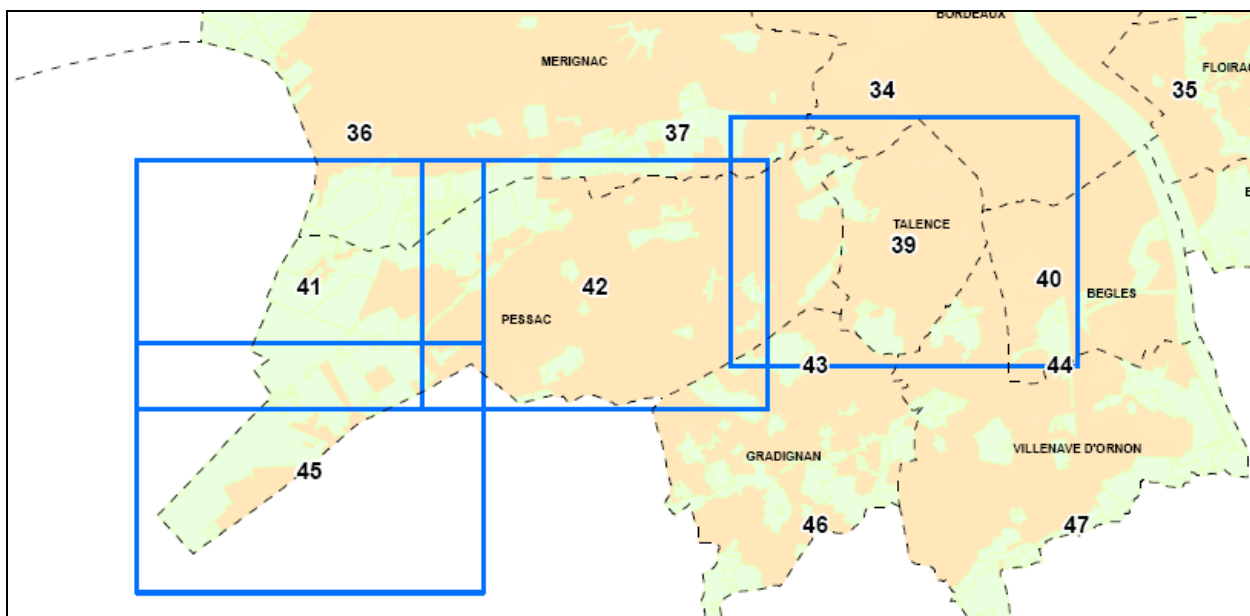 BORDEAUX
MERIGNAC
FLOIRAC
34
35
36
37
TALENCE
39
41
42
40
BEGLES
PESSAC
43
44
GRADIGNAN
VILLENAVE D'ORNON
45
46
47